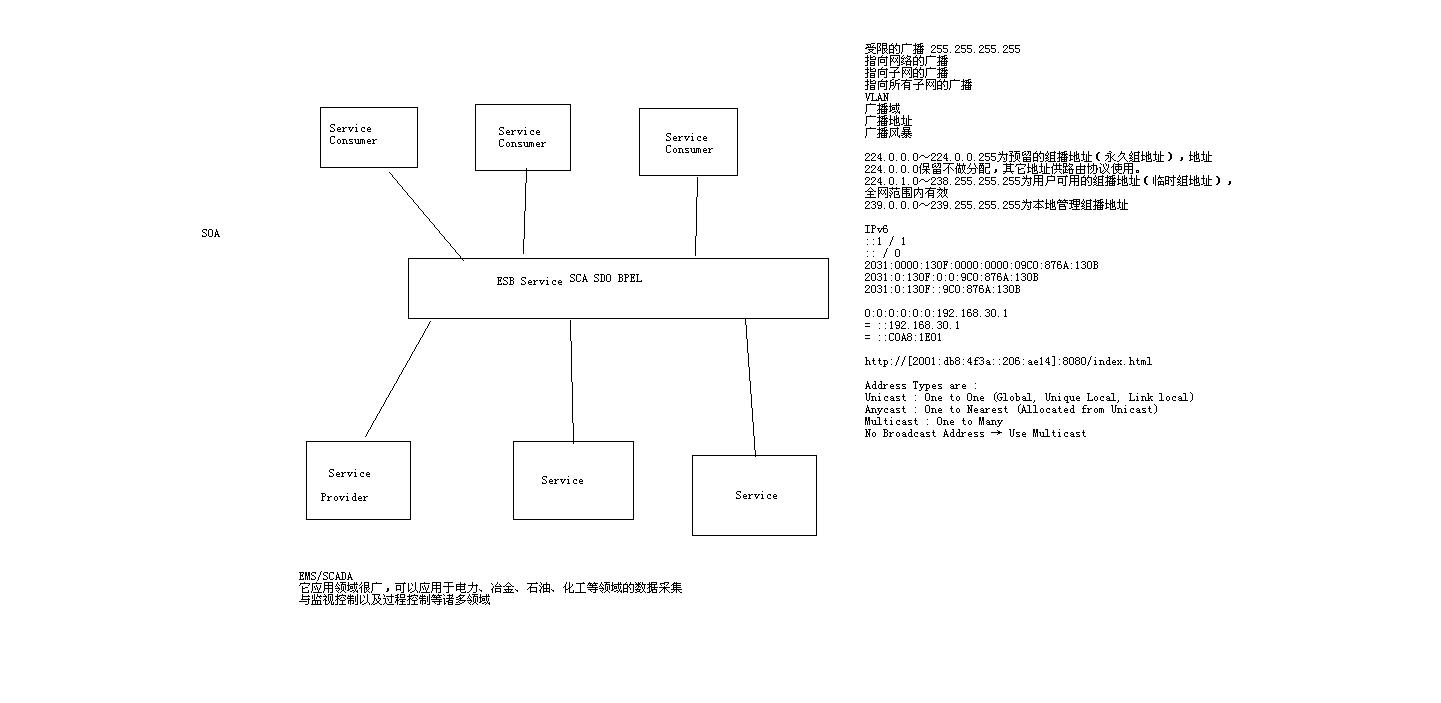 Service
Consumer
Service
Consumer
Service
Consumer
SOA
ESB Service SCA SDO BPEL
Service
Provider
Service
Service
EMS/SCADA
它应用领域很广，可以应用于电力、冶金、石油、化工等领域的数据采集
与监视控制以及过程控制等诸多领域
受限的广播 255.255.255.255
指向网络的广播
指向子网的广播
指向所有子网的广播
VLAN
广播域
广播地址
广播风暴
224.0.0.0～224.0.0.255为预留的组播地址（永久组地址），地址
224.0.0.0保留不做分配，其它地址供路由协议使用。
224.0.1.0～238.255.255.255为用户可用的组播地址（临时组地址），
全网范围内有效
239.0.0.0～239.255.255.255为本地管理组播地址
IPv6
::1 / 1
:: / 0
2031:0000:130F:0000:0000:09C0:876A:130B
2031:0:130F:0:0:9C0:876A:130B
2031:0:130F::9C0:876A:130B
0:0:0:0:0:0:192.168.30.1
= ::192.168.30.1
= ::C0A8:1E01
http://[2001:db8:4f3a::206:ae14]:8080/index.html
Address Types are :
Unicast : One to One (Global, Unique Local, Link local)
Anycast : One to Nearest (Allocated from Unicast)
Multicast : One to Many
No Broadcast Address → Use Multicast